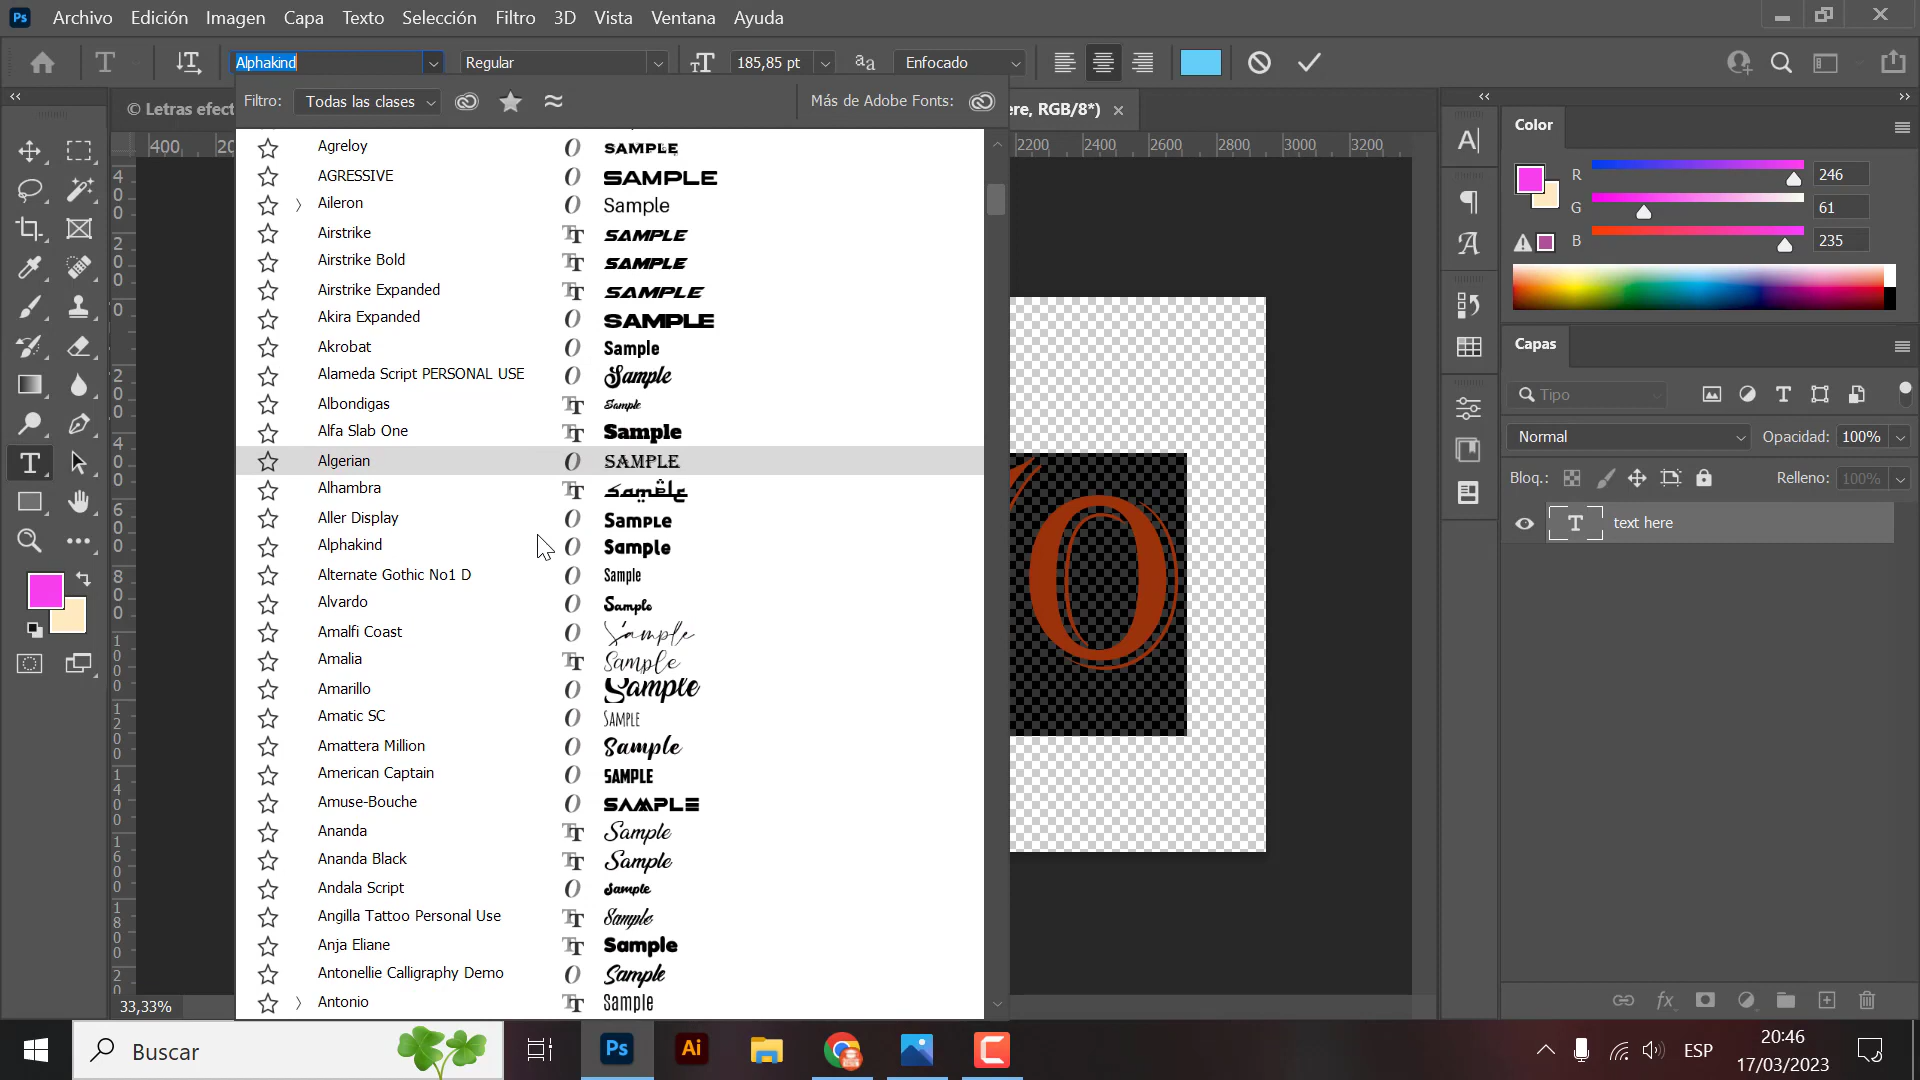 Ps Archivo Edición Imagen Capa Texto Selección Filtro 3D Vista Ventana Ayuda
Alphakind Regular 185,85 pt aa Enfocado
Filtro: Todas las clases Más de Adobe Fonts:
© Letras efect
ere, RGB/8*)
400 2200 2400 2600 2800 3000 3200
Agreloy SAMPLE
AGRESSIVE SAMPLE
Aileron Sample
Airstrike SAMPLE
Airstrike Bold SAMPLE
Airstrike Expanded SAMPLE
Akira Expanded SAMPLE
Akrobat Sample
Alameda Script PERSONAL USE Sample
Albondigas Sample
Alfa Slab One Sample
Algerian SAMPLE
Alhambra Sample
Aller Display Sample
Alphakind Sample
Alternate Gothic No1 D Sample
Alvardo Sample
Amalfi Coast Sample
Amalia Sample
Amarillo Sample
Amatic SC SAMPLE
Amattera Million Sample
American Captain SAMPLE
Amuse-Bouche SAMPLE
Ananda Sample
Ananda Black Sample
Andala Script Sample
Angilla Tattoo Personal Use Sample
Anja Eliane Sample
Antonellie Calligraphy Demo Sample
Antonio Sample
O
33,33%
Color
R 246
G 61
B 235
Capas
Tipo
Normal Opacidad: 100%
Bloq.: Relleno: 100%
T text here
fx
Buscar
Ps Ai
ESP
20:46
17/03/2023